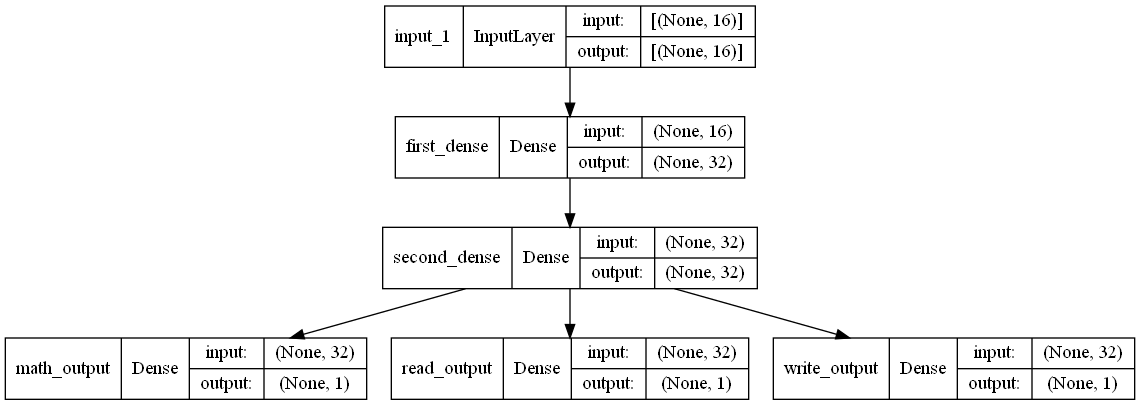 input_1 InputLayer input: [(None, 16)]
output: [(None, 16)]
first_dense Dense input: (None, 16)
output: (None, 32)
second_dense Dense input: (None, 32)
output: (None, 32)
math_output Dense input: (None, 32)
output: (None, 1)
read_output Dense input: (None, 32)
output: (None, 1)
write_output Dense input: (None, 32)
output: (None, 1)